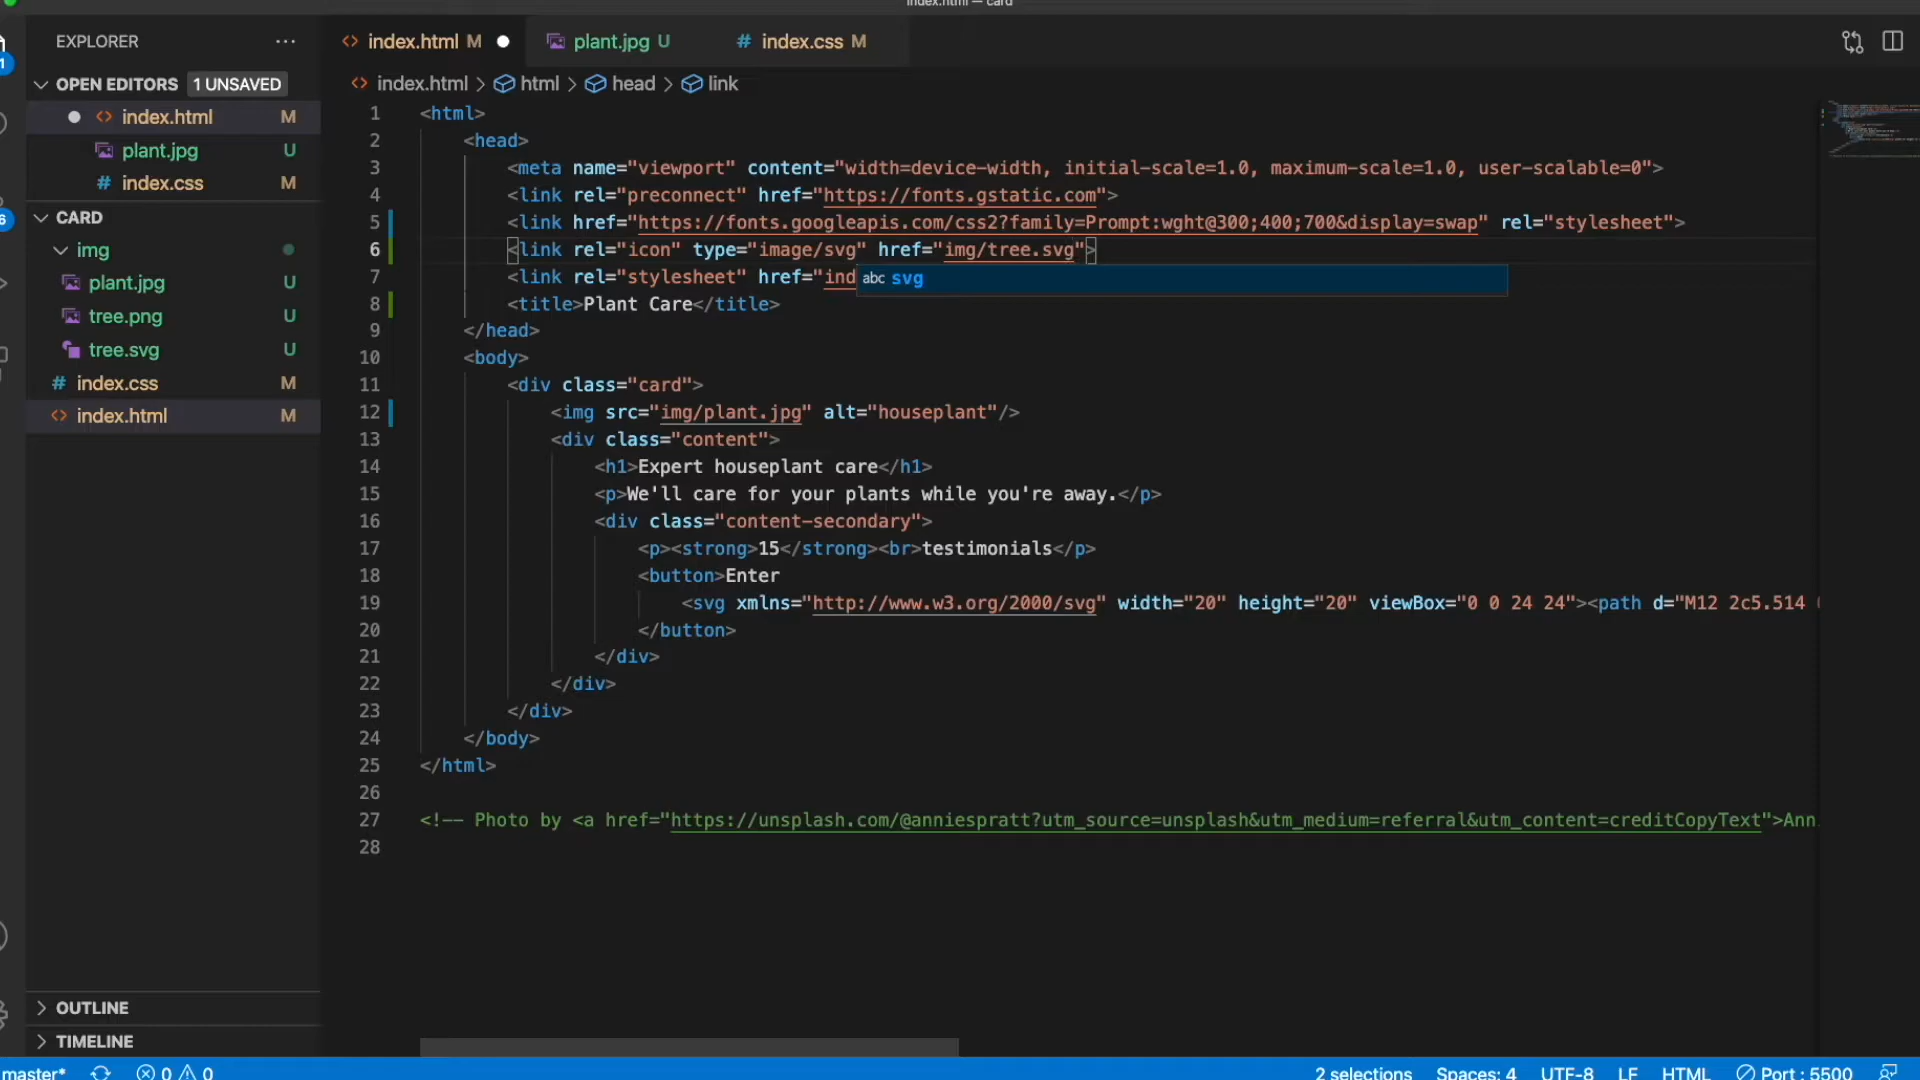 index.html — card
EXPLORER
OPEN EDITORS 1 UNSAVED
index.html M
plant.jpg U
index.css M
CARD
img
plant.jpg U
tree.png U
tree.svg U
index.css M
index.html M
OUTLINE
TIMELINE
index.html M
plant.jpg U
index.css M
index.html > html > head > link
1 <html>
2 <head>
3 <meta name="viewport" content="width=device-width, initial-scale=1.0, maximum-scale=1.0, user-scalable=0">
4 <link rel="preconnect" href="https://fonts.gstatic.com">
5 <link href="https://fonts.googleapis.com/css2?family=Prompt:wght@300;400;700&display=swap" rel="stylesheet">
6 <link rel="icon" type="image/svg" href="img/tree.svg">
7 <link rel="stylesheet" href="ind
abc svg
8 <title>Plant Care</title>
9 </head>
10 <body>
11 <div class="card">
12 <img src="img/plant.jpg" alt="houseplant"/>
13 <div class="content">
14 <h1>Expert houseplant care</h1>
15 <p>We'll care for your plants while you're away.</p>
16 <div class="content-secondary">
17 <p><strong>15</strong><br>testimonials</p>
18 <button>Enter
19 <svg xmlns="http://www.w3.org/2000/svg" width="20" height="20" viewBox="0 0 24 24"><path d="M12 2c5.514
20 </button>
21 </div>
22 </div>
23 </div>
24 </body>
25 </html>
26
27 <!-- Photo by <a href="https://unsplash.com/@anniespratt?utm_source=unsplash&utm_medium=referral&utm_content=creditCopyText">Ann
28
master* 0 0 2 selections Spaces: 4 UTF-8 LF HTML Port : 5500